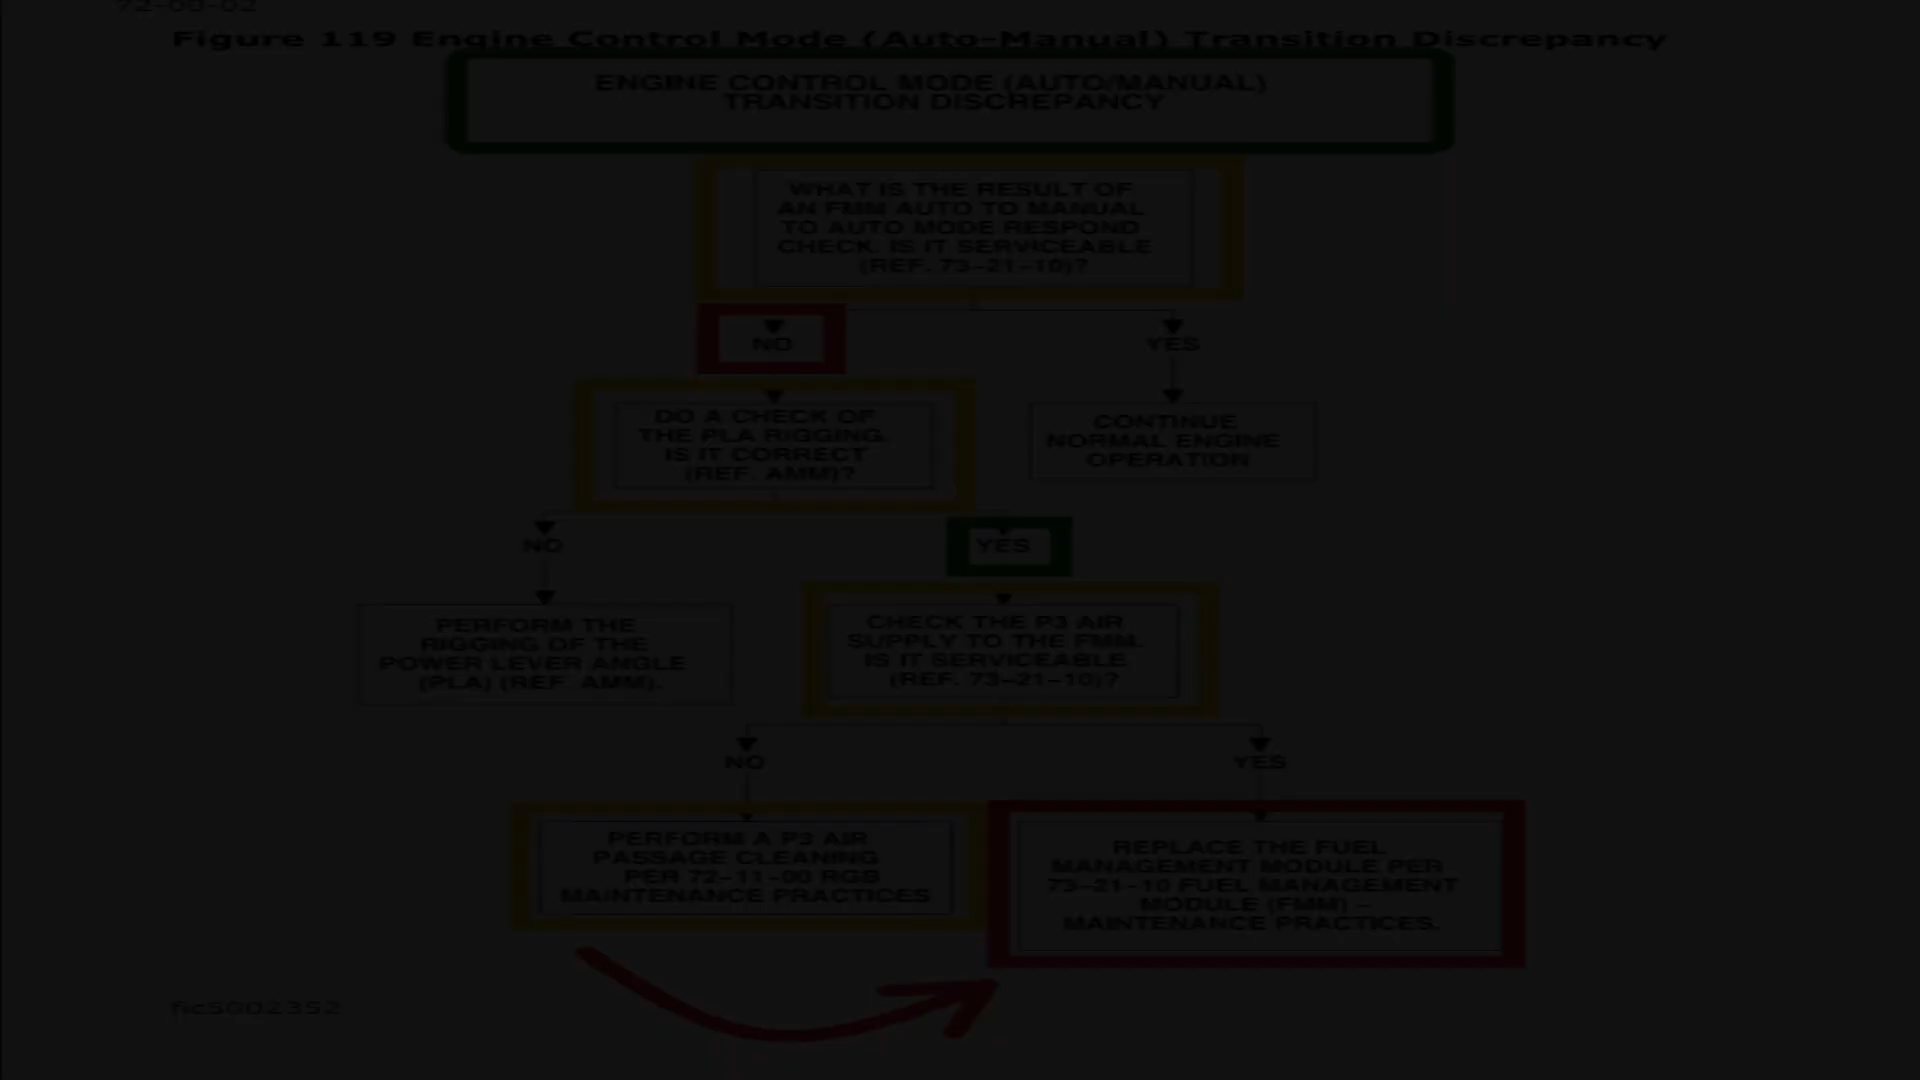 72-00-02
Figure 119 Engine Control Mode (Auto-Manual) Transition Discrepancy
ENGINE CONTROL MODE (AUTO/MANUAL)
TRANSITION DISCREPANCY
WHAT IS THE RESULT OF
AN FMM AUTO TO MANUAL
TO AUTO MODE RESPOND
CHECK. IS IT SERVICEABLE
(REF. 73-21-10)?
NO
YES
DO A CHECK OF
THE PLA RIGGING.
IS IT CORRECT
(REF. AMM)?
CONTINUE
NORMAL ENGINE
OPERATION
NO
YES
PERFORM THE
RIGGING OF THE
POWER LEVER ANGLE
(PLA) (REF. AMM).
CHECK THE P3 AIR
SUPPLY TO THE FMM.
IS IT SERVICEABLE
(REF. 73-21-10)?
NO
YES
PERFORM A P3 AIR
PASSAGE CLEANING
PER 72-11-00 RGB
MAINTENANCE PRACTICES
REPLACE THE FUEL
MANAGEMENT MODULE PER
73-21-10 FUEL MANAGEMENT
MODULE (FMM) -
MAINTENANCE PRACTICES.
ficS002352